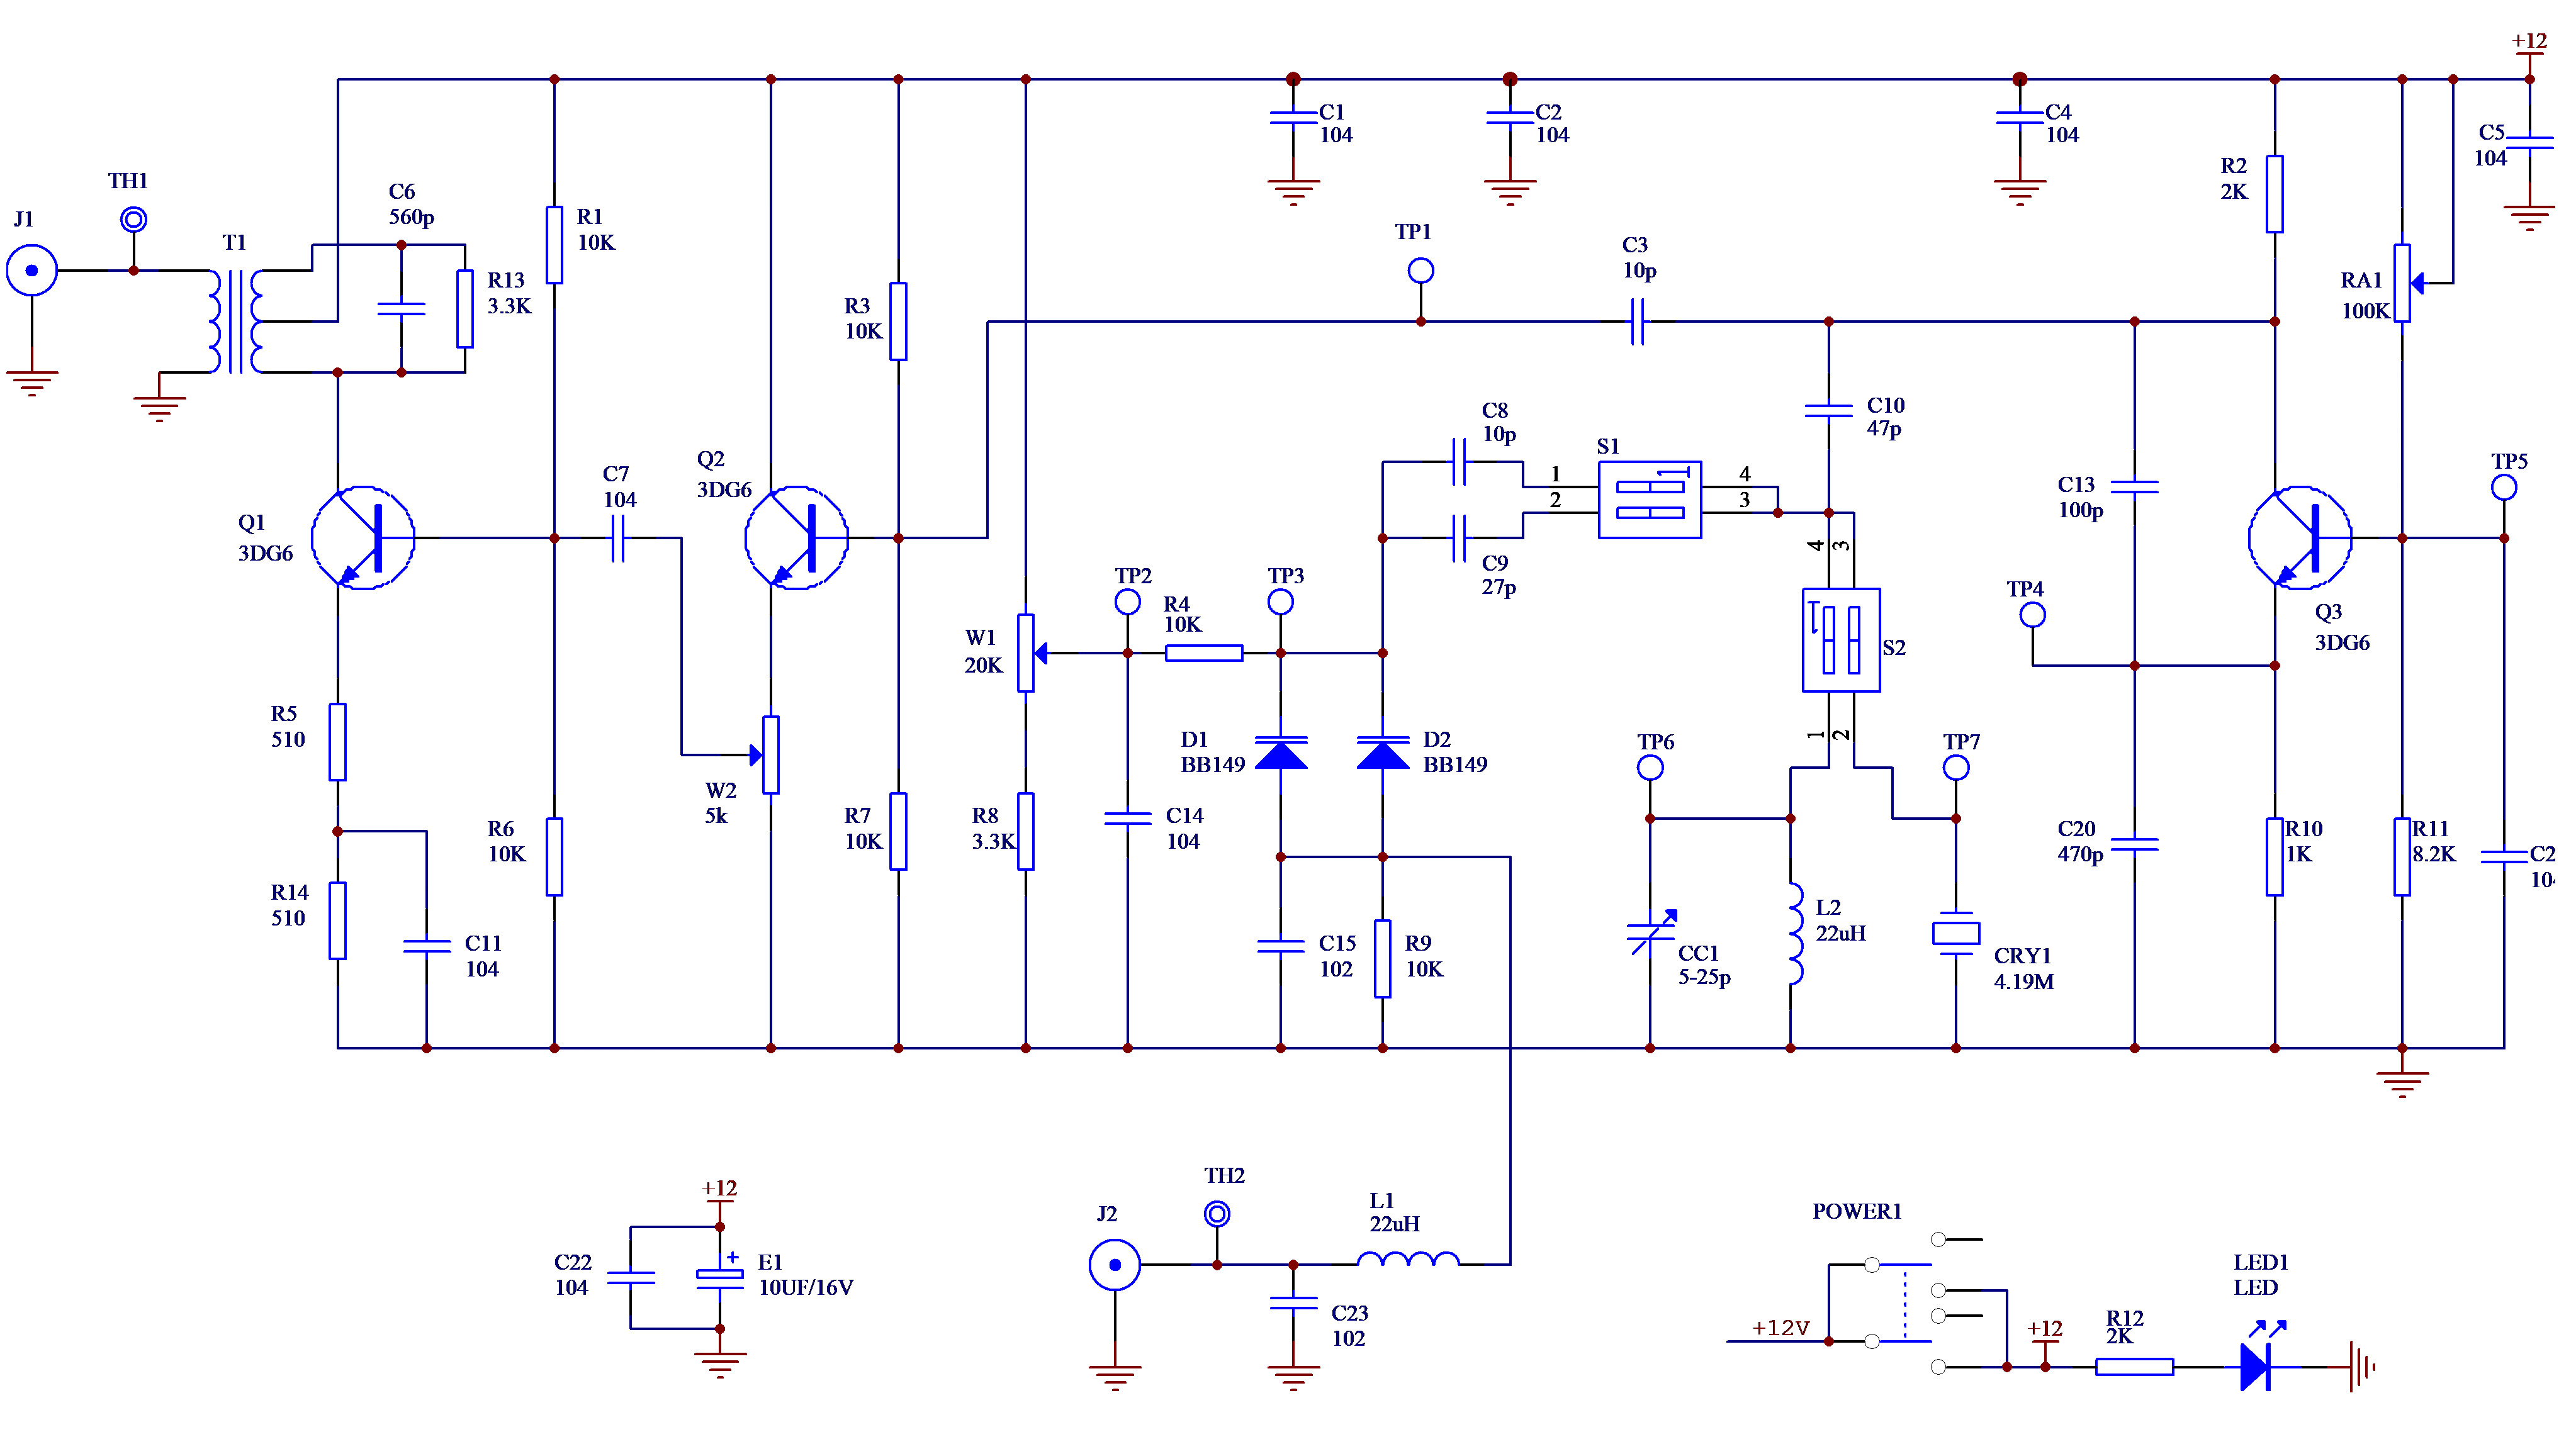 +12
C1
104
C2
104
C4
104
C5
104
R2
2K
TH1
C6
560p
J1
T1
R1
10K
R13
3.3K
R3
10K
TP1
C3
10p
RA1
100K
C8
10p
C10
47p
S1
1
2
4
3
C9
27p
Q2
3DG6
C7
104
Q1
3DG6
C13
100p
TP5
4
3
TP2
R4
10K
TP3
TP4
Q3
3DG6
W1
20K
S2
R5
510
W2
5k
D1
BB149
D2
BB149
1
2
TP6
TP7
R6
10K
R7
10K
R8
3.3K
C14
104
C20
470p
R10
1K
R11
8.2K
C2
10
R14
510
C11
104
C15
102
R9
10K
CC1
5-25p
L2
22uH
CRY1
4.19M
+12
C22
104
+
E1
10UF/16V
J2
TH2
L1
22uH
C23
102
POWER1
+12V
+12
R12
2K
LED1
LED